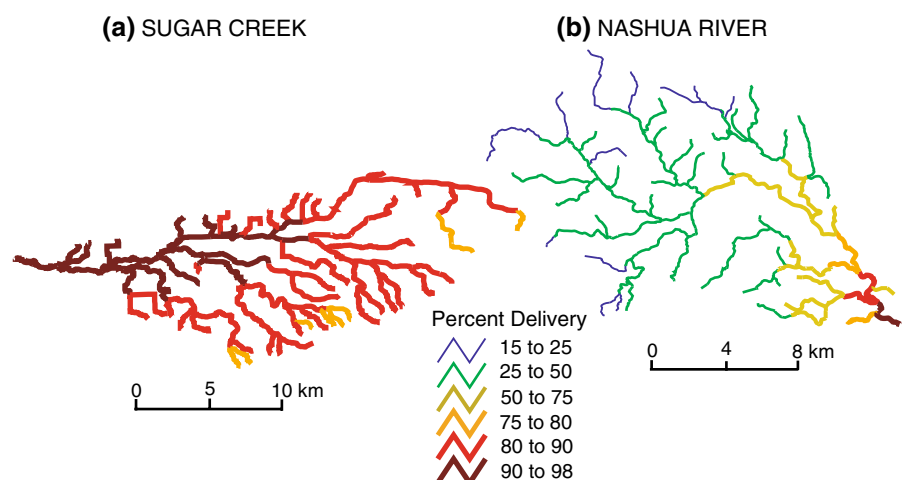 (a) SUGAR CREEK
(b) NASHUA RIVER
Percent Delivery
15 to 25
25 to 50
50 to 75
75 to 80
80 to 90
90 to 98
0 5 10 km
0 4 8 km